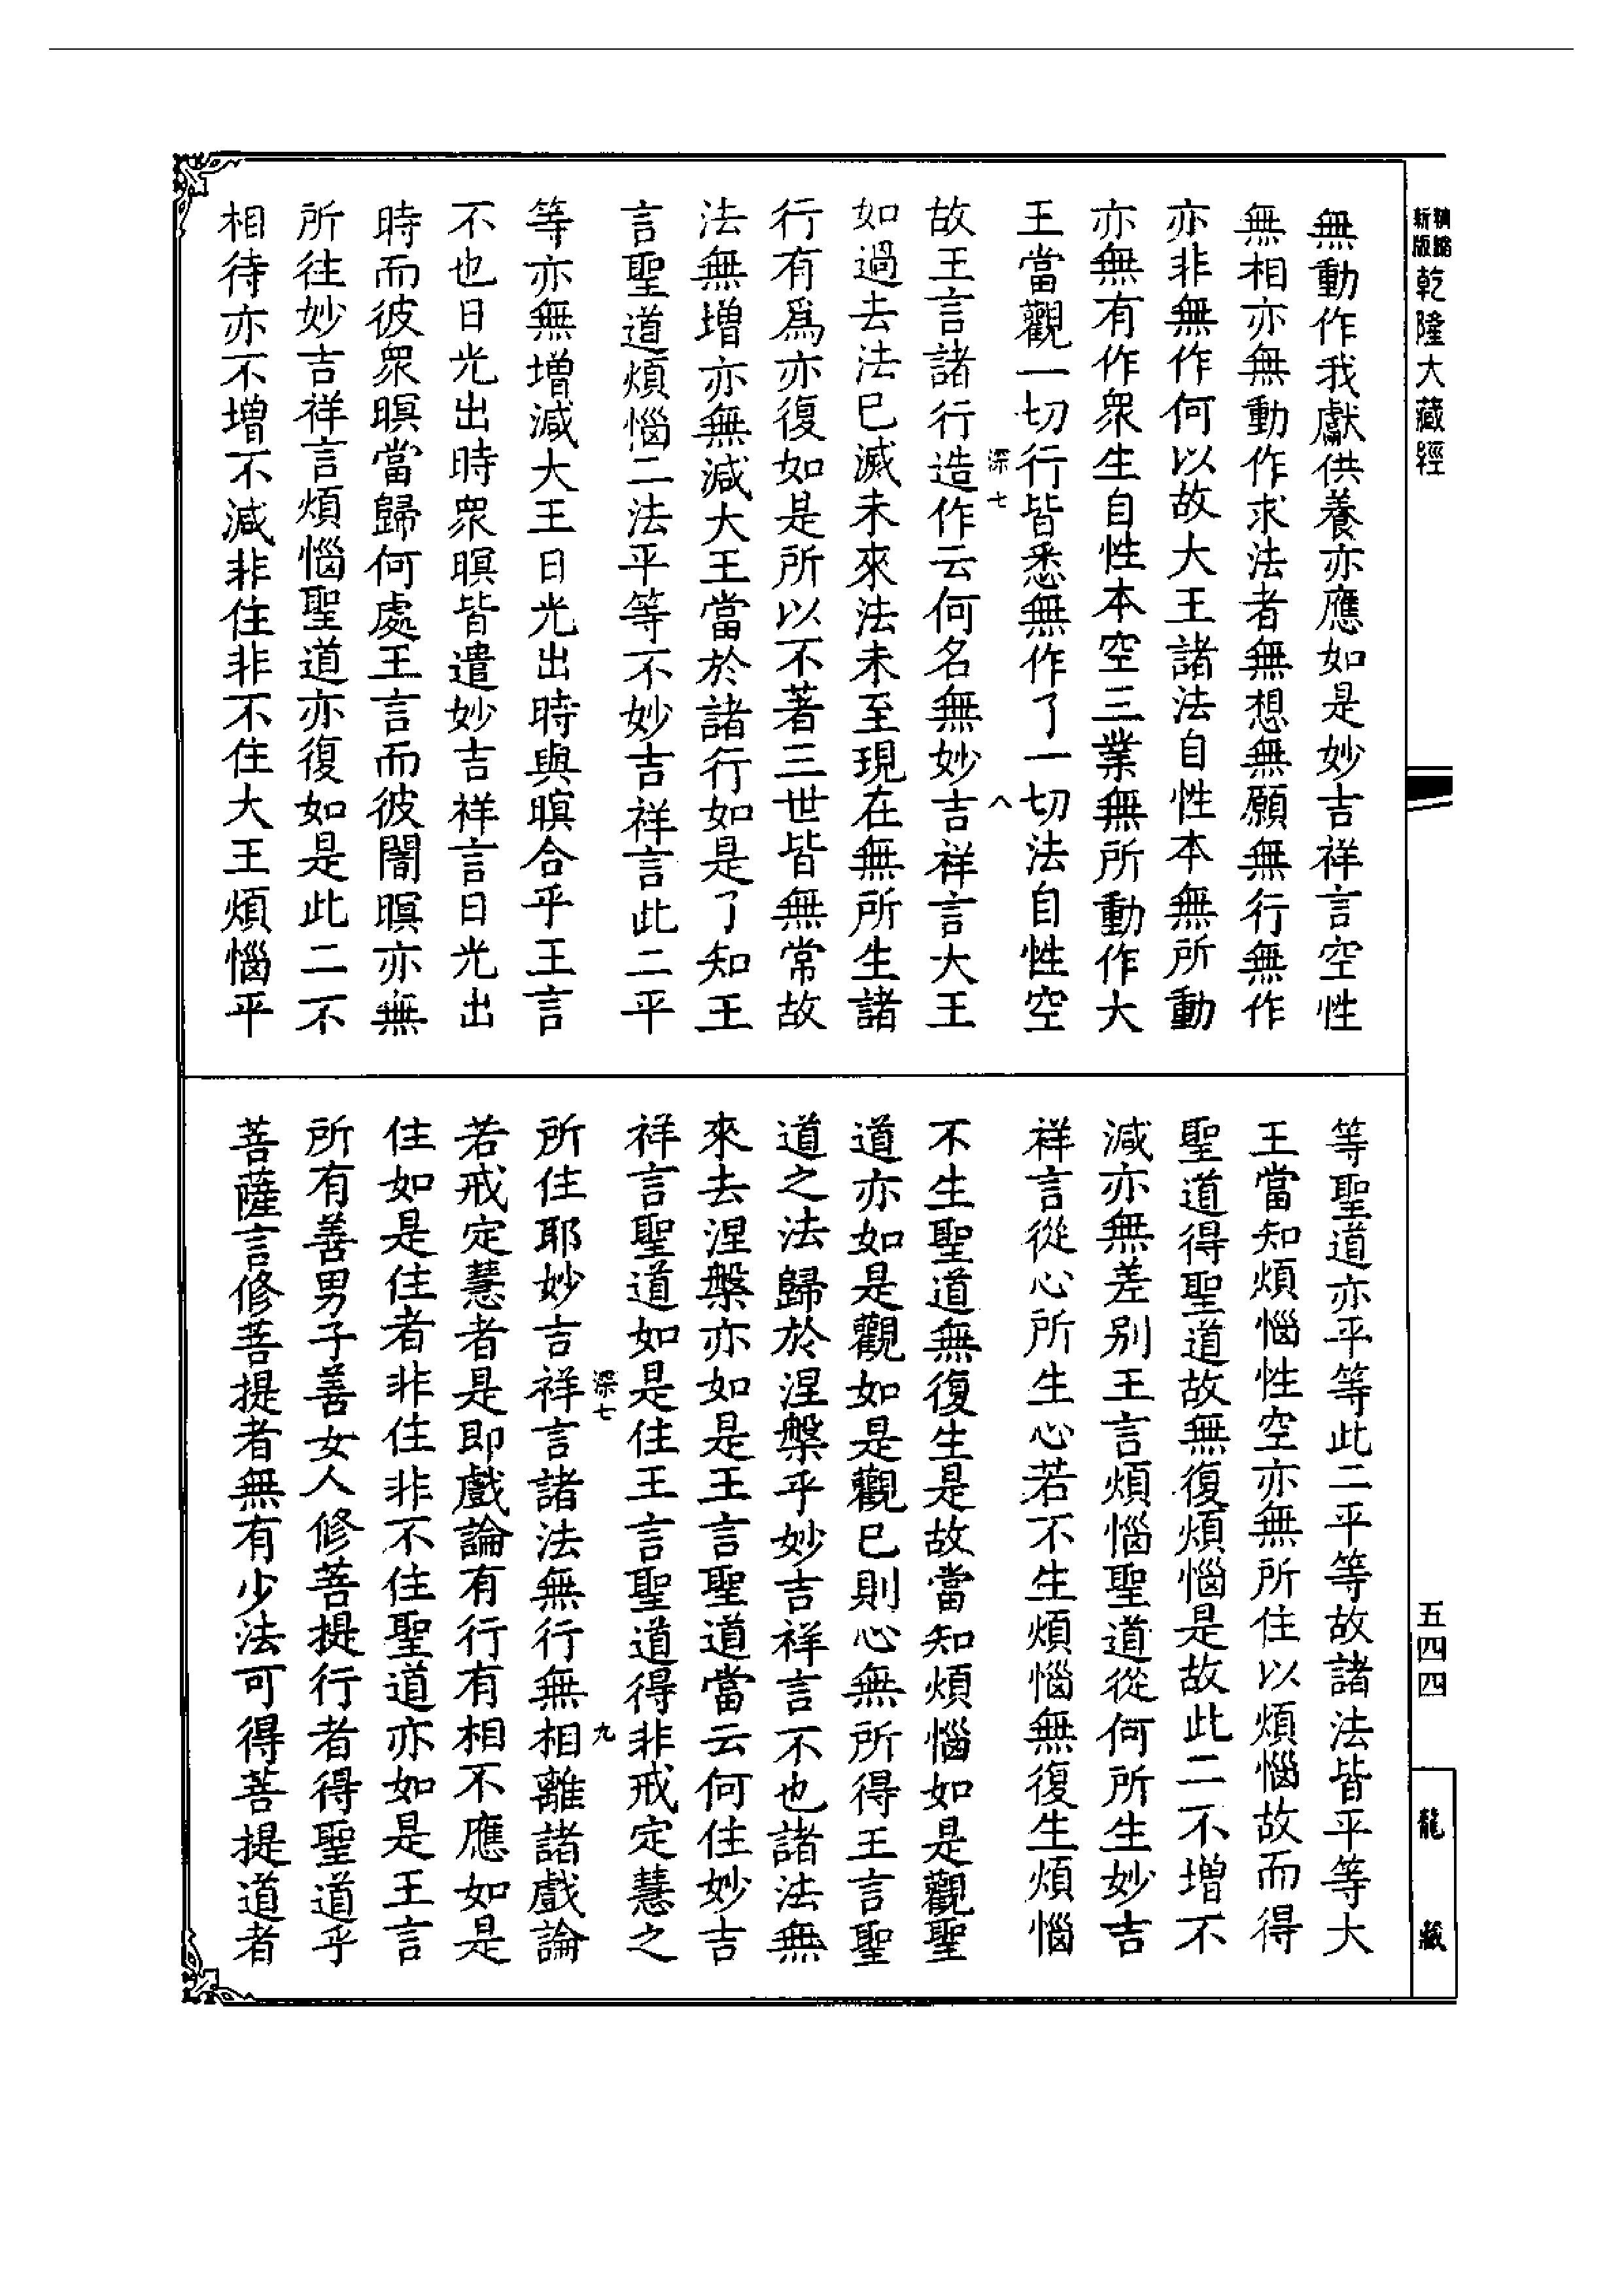 新版
精縮
乾隆大藏經
無動作我獻供養亦應如是妙吉祥言空性
無相亦無動作求法者無想無願無行無作
亦非無作何以故大王諸法自性本無所動
亦無有作衆生自性本空三業無所動作大
王當觀一切行皆悉無作了一切法自性空
深七
八
故王言諸行造作云何名無妙吉祥言大王
如過去法已滅未來法未至現在無所生諸
行有爲亦復如是所以不著三世皆無常故
法無增亦無減大王當於諸行如是了知王
言聖道煩惱二法平等不妙吉祥言此二平
等亦無增減大王日光出時與暝合乎王言
不也日光出時衆暝皆遣妙吉祥言日光出
時而彼衆暝當歸何處王言而彼闇暝亦無
所往妙吉祥言煩惱聖道亦復如是此二不
相待亦不增不減非住非不住大王煩惱平
等聖道亦平等此二平等故諸法皆平等大
王當知煩惱性空亦無所住以煩惱故而得
聖道得聖道故無復煩惱是故此二不增不
減亦無差別王言煩惱聖道從何所生妙吉
祥言從心所生心若不生煩惱無復生煩惱
不生聖道無復生是故當知煩惱如是觀聖
道亦如是觀如是觀已則心無所得王言聖
道之法歸於涅槃乎妙吉祥言不也諸法無
來去涅槃亦如是王言聖道當云何住妙吉
祥言聖道如是住王言聖道得非戒定慧之
深七
九
所住耶妙吉祥言諸法無行無相離諸戲論
若戒定慧者是即戲論有行有相不應如是
住如是住者非住非不住聖道亦如是王言
所有善男子善女人修菩提行者得聖道乎
菩薩言修菩提者無有少法可得菩提道者
五四四
龍藏